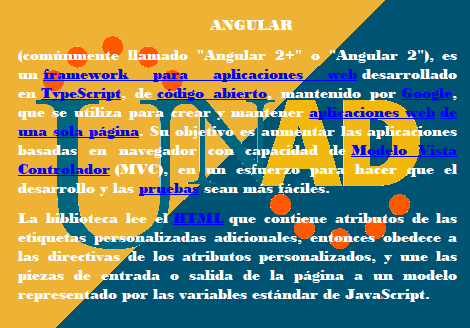 ANGULAR
(comúnmente llamado "Angular 2+" o "Angular 2"), es
un framework para aplicaciones web desarrollado
en TypeScript, de código abierto, mantenido por Google,
que se utiliza para crear y mantener aplicaciones web de
una sola página. Su objetivo es aumentar las aplicaciones
basadas en navegador con capacidad de Modelo Vista
Controlador (MVC), en un esfuerzo para hacer que el
desarrollo y las pruebas sean más fáciles.
La biblioteca lee el HTML que contiene atributos de las
etiquetas personalizadas adicionales, entonces obedece a
las directivas de los atributos personalizados, y une las
piezas de entrada o salida de la página a un modelo
representado por las variables estándar de JavaScript.
UNAD